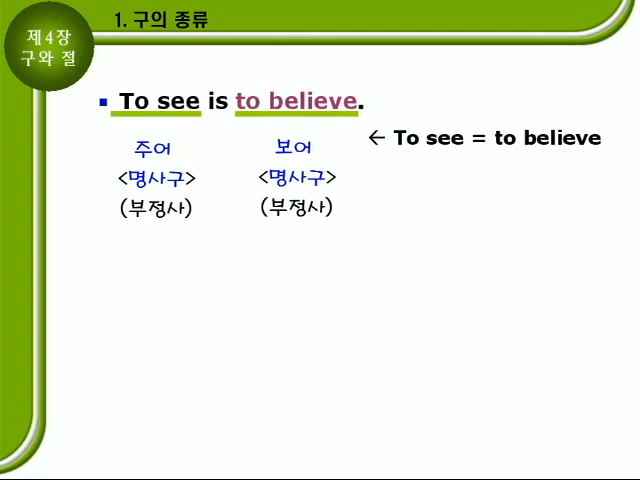 제4장
구와 절
1. 구의 종류
To see is to believe.
← To see = to believe
주어 보어
<명사구> <명사구>
(부정사) (부정사)